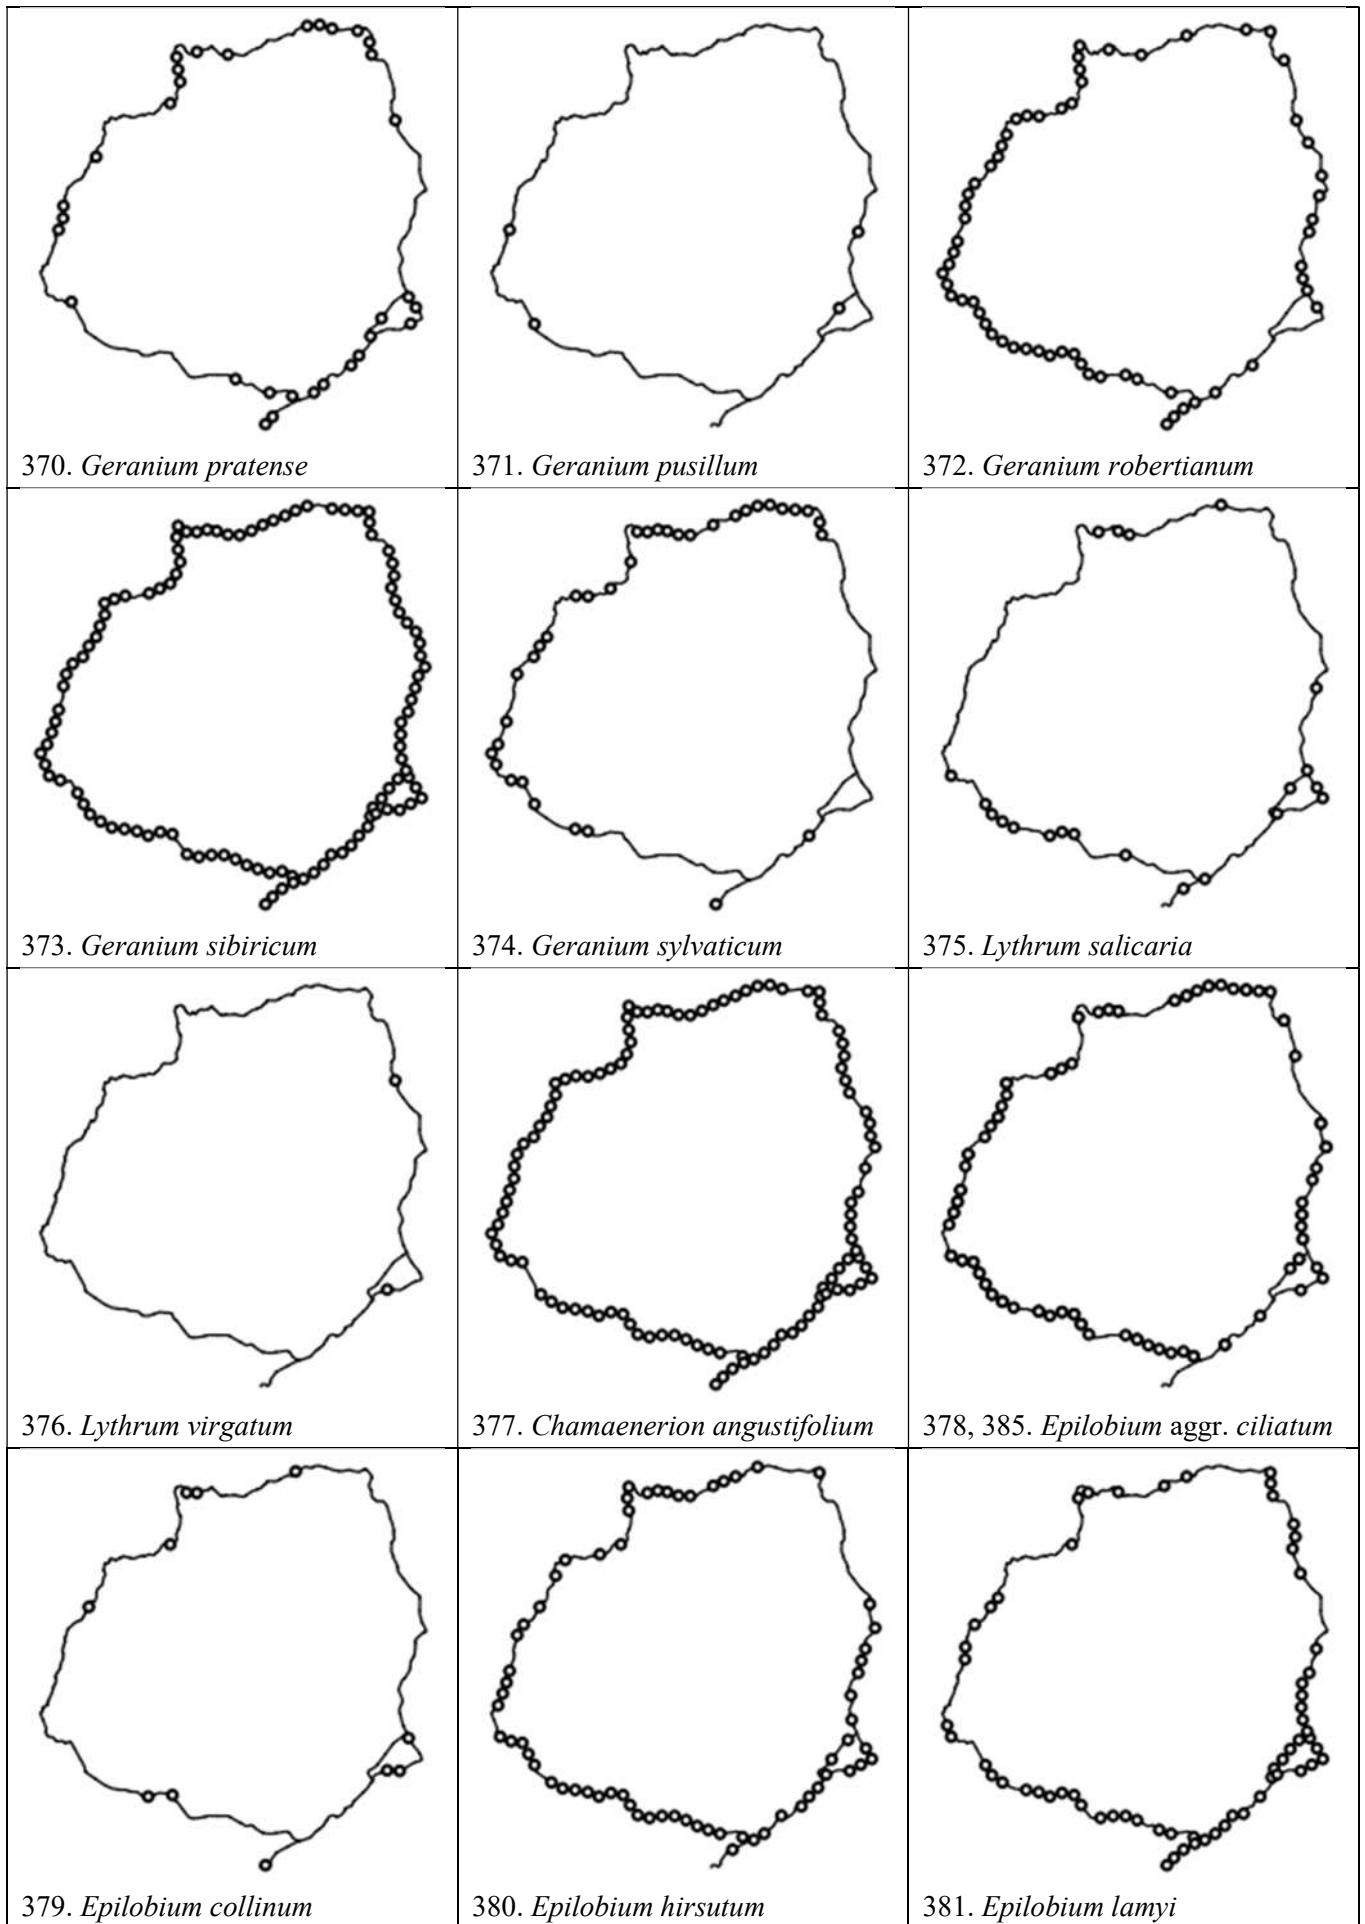 370. Geranium pratense
371. Geranium pusillum
372. Geranium robertianum
373. Geranium sibiricum
374. Geranium sylvaticum
375. Lythrum salicaria
376. Lythrum virgatum
377. Chamaenerion angustifolium
378, 385. Epilobium aggr. ciliatum
379. Epilobium collinum
380. Epilobium hirsutum
381. Epilobium lamyi